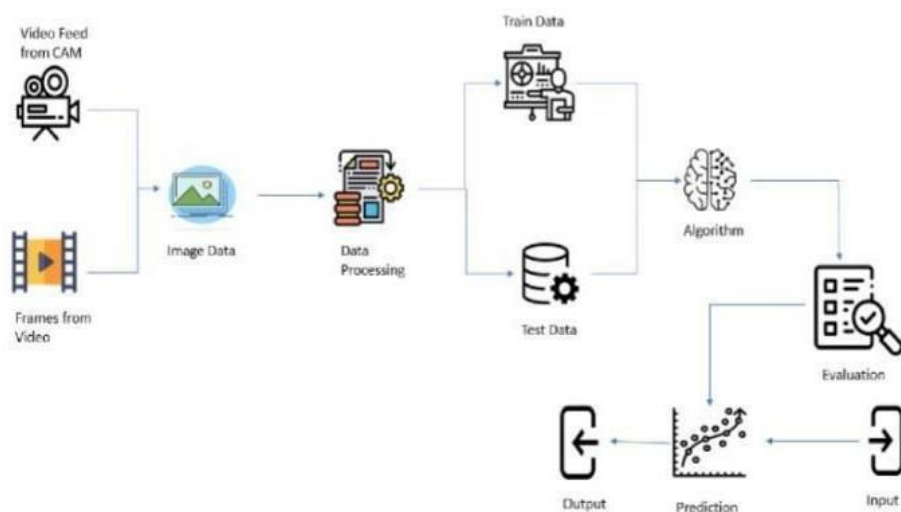 Video Feed
from CAM
Train Data
Image Data
Data
Processing
Algorithm
Frames from
Video
Test Data
Evaluation
Output
Prediction
Input